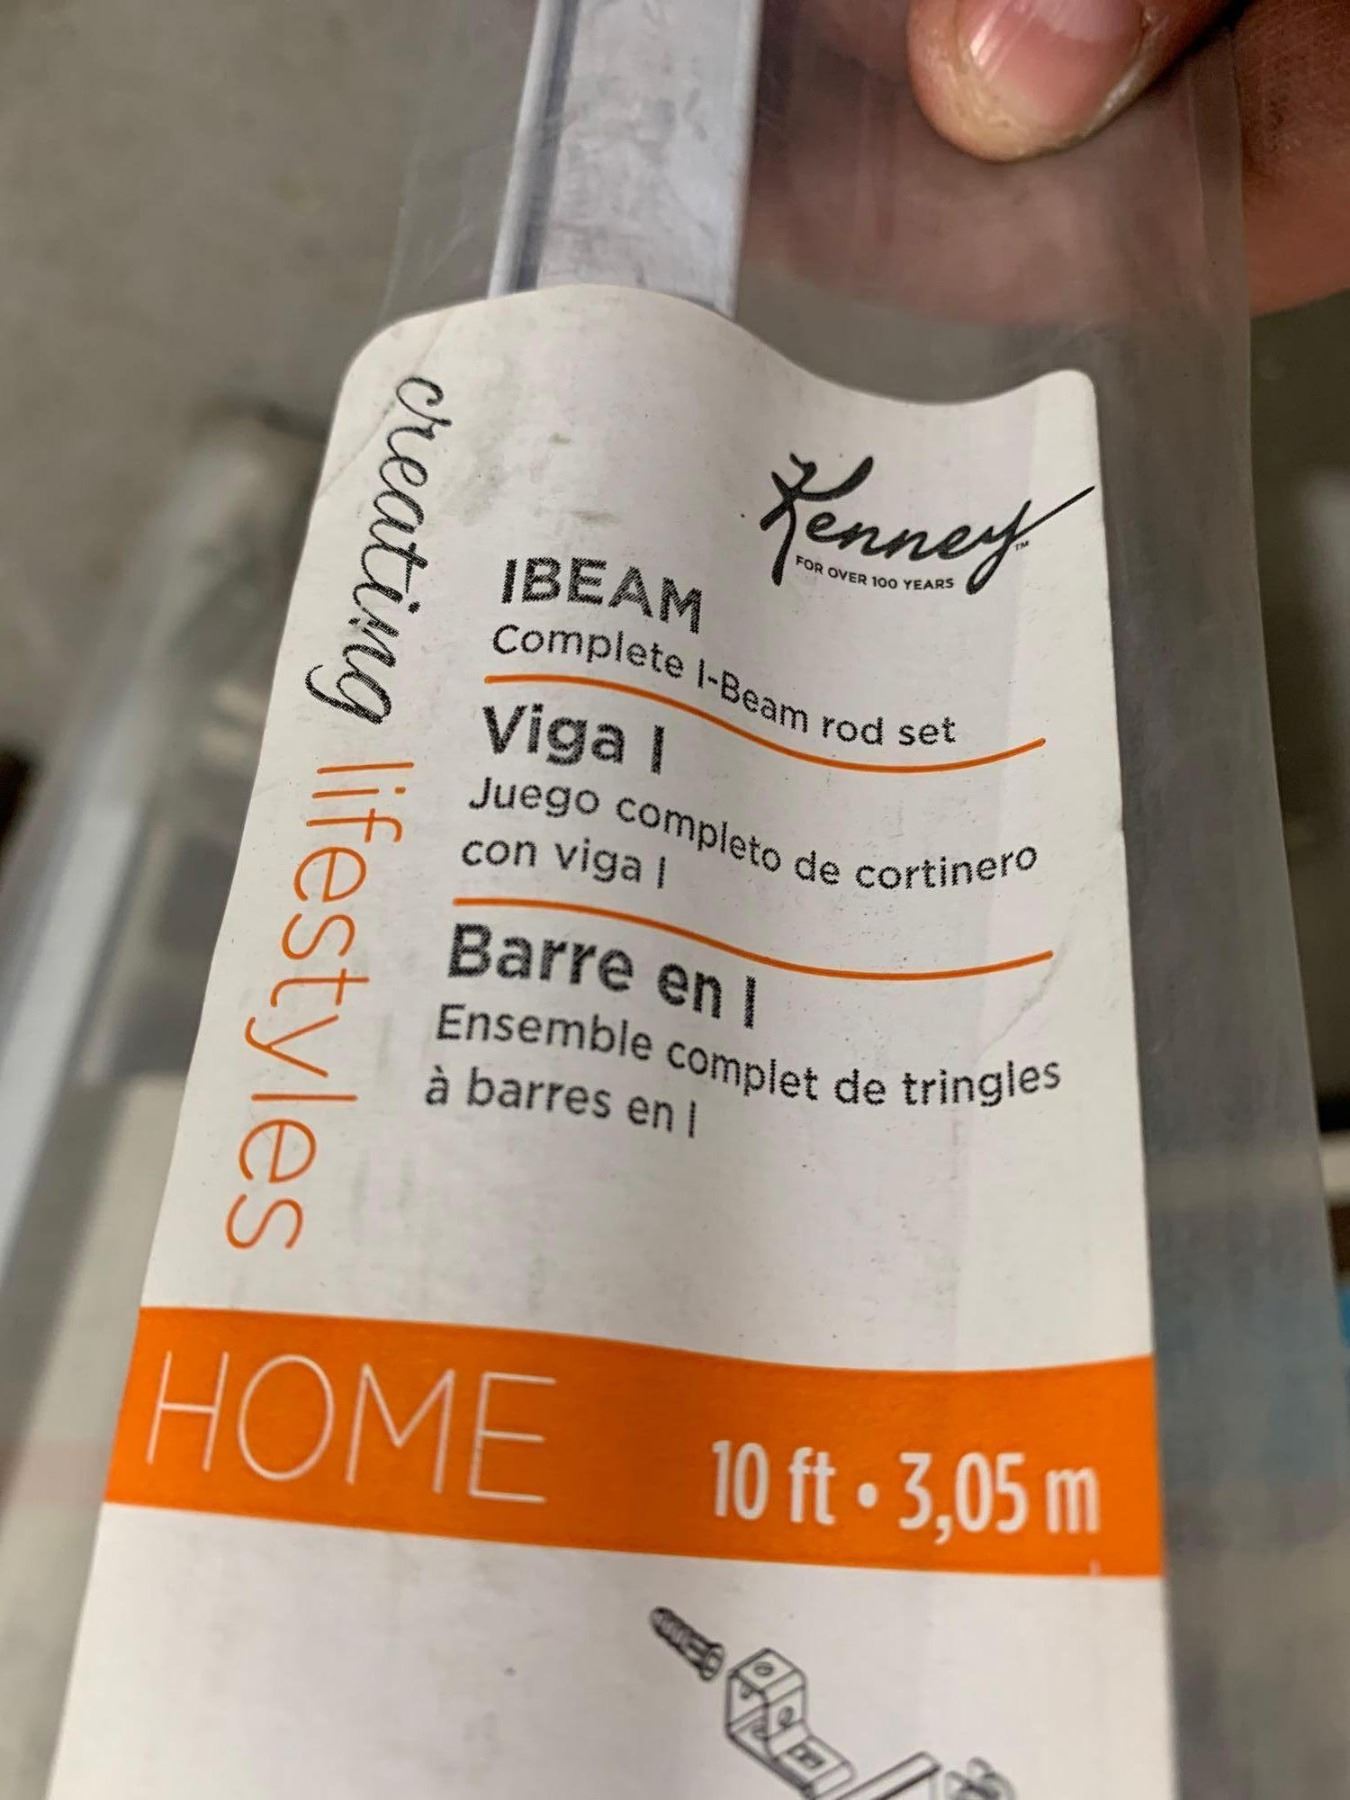 Kenney™
FOR OVER 100 YEARS
IBEAM
Complete I-Beam rod set
Viga I
Juego completo de cortinero
con viga I
Barre en I
Ensemble complet de tringles
à barres en I
creating lifestyles
HOME
10 ft • 3,05 m